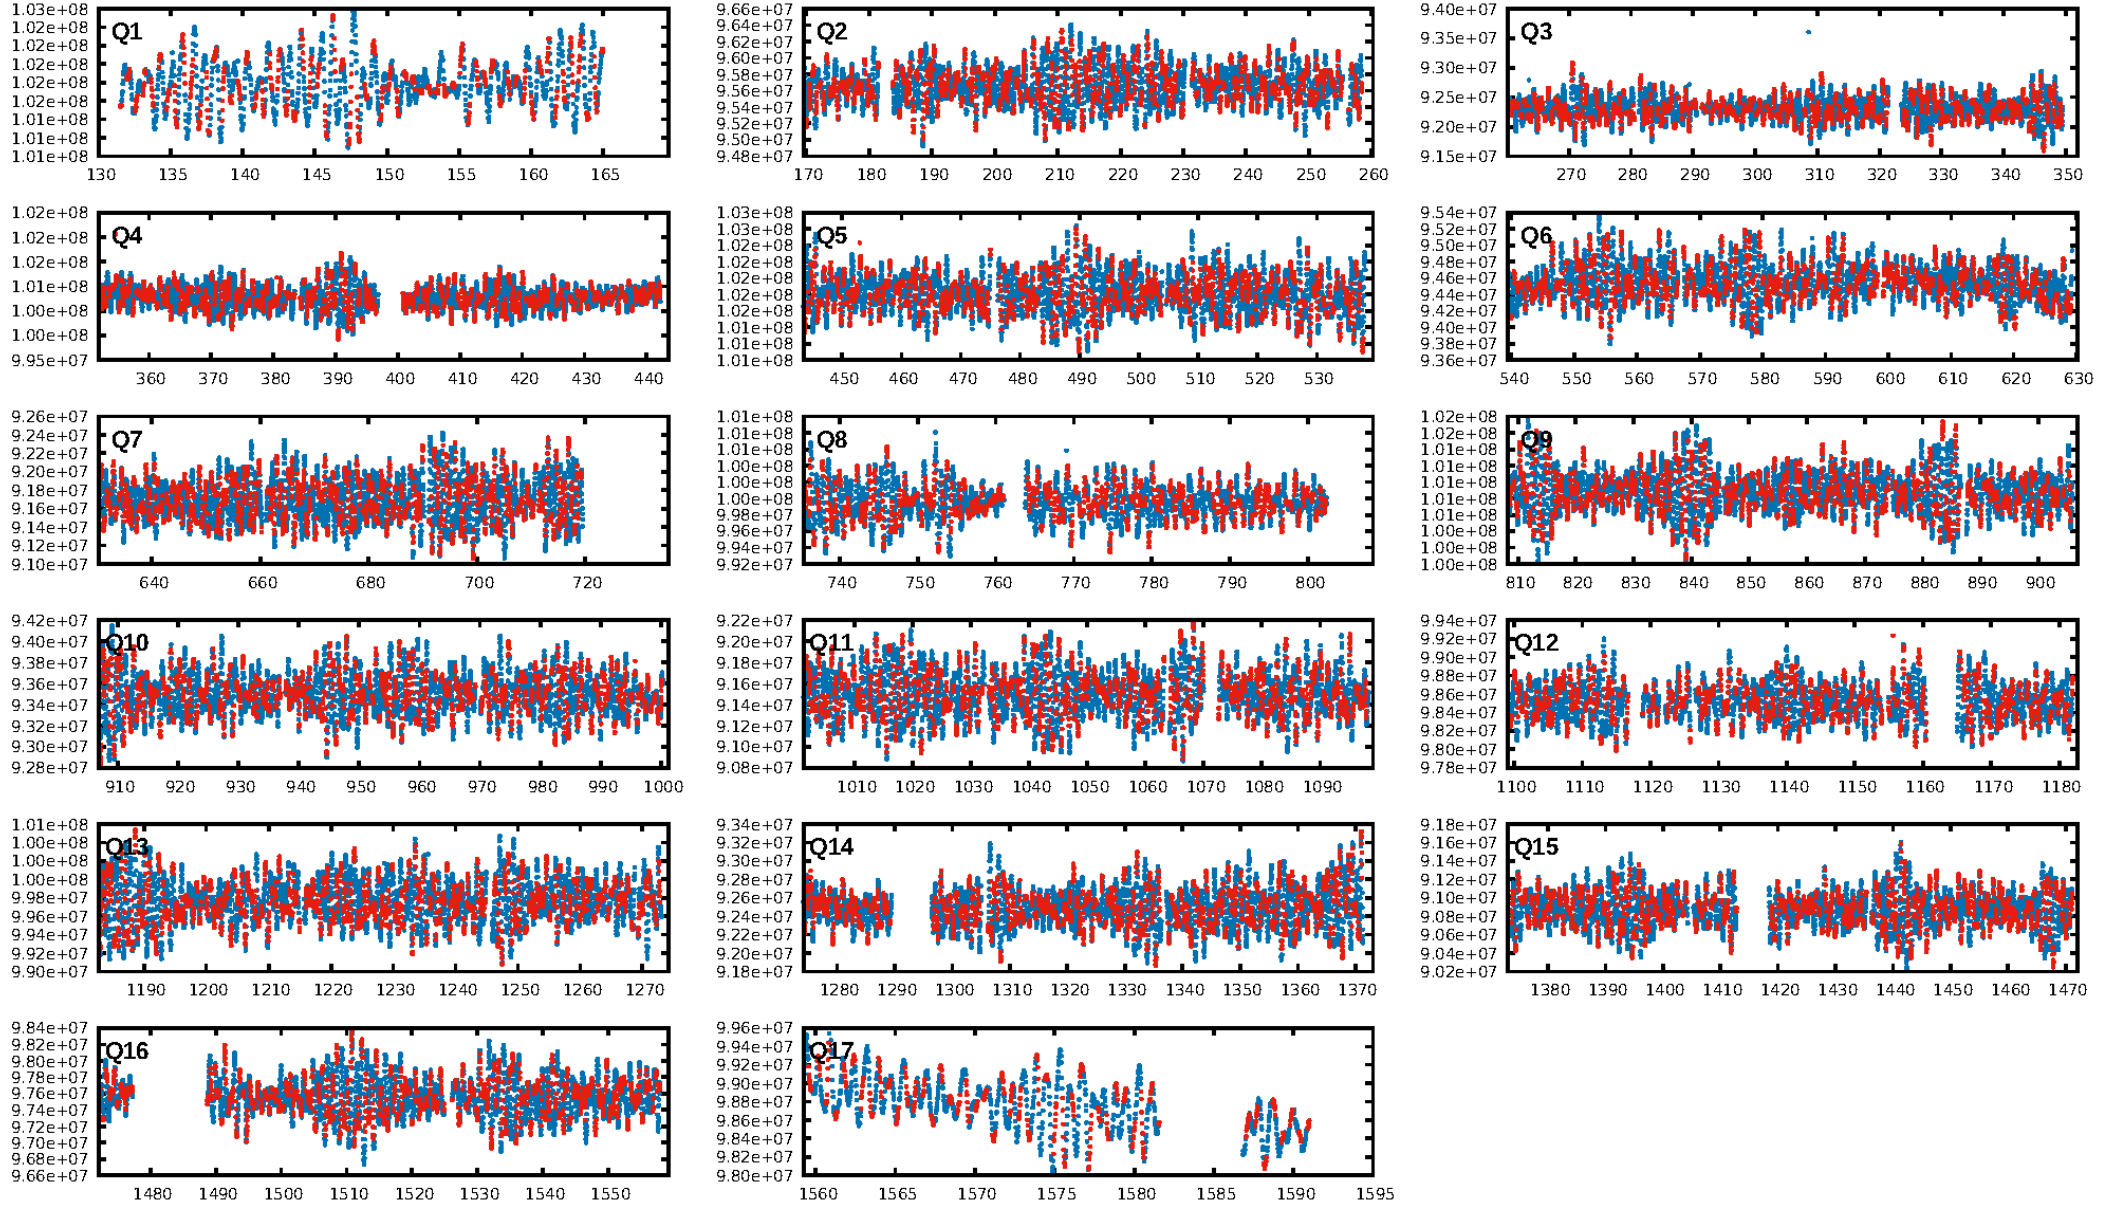 Q1
1.03e+08
1.02e+08
1.02e+08
1.02e+08
1.02e+08
1.02e+08
1.01e+08
1.01e+08
1.01e+08
130 135 140 145 150 155 160 165
Q2
9.66e+07
9.64e+07
9.62e+07
9.60e+07
9.58e+07
9.56e+07
9.54e+07
9.52e+07
9.50e+07
9.48e+07
170 180 190 200 210 220 230 240 250 260
Q3
9.40e+07
9.35e+07
9.30e+07
9.25e+07
9.20e+07
9.15e+07
270 280 290 300 310 320 330 340 350
Q4
1.02e+08
1.02e+08
1.02e+08
1.01e+08
1.00e+08
1.00e+08
9.95e+07
360 370 380 390 400 410 420 430 440
Q5
1.03e+08
1.03e+08
1.02e+08
1.02e+08
1.02e+08
1.02e+08
1.02e+08
1.01e+08
1.01e+08
1.01e+08
450 460 470 480 490 500 510 520 530
Q6
9.54e+07
9.52e+07
9.50e+07
9.48e+07
9.46e+07
9.44e+07
9.42e+07
9.40e+07
9.38e+07
9.36e+07
540 550 560 570 580 590 600 610 620 630
Q7
9.26e+07
9.24e+07
9.22e+07
9.20e+07
9.18e+07
9.16e+07
9.14e+07
9.12e+07
9.10e+07
640 660 680 700 720
Q8
1.01e+08
1.01e+08
1.01e+08
1.00e+08
1.00e+08
1.00e+08
9.98e+07
9.96e+07
9.94e+07
9.92e+07
740 750 760 770 780 790 800
Q9
1.02e+08
1.02e+08
1.02e+08
1.01e+08
1.01e+08
1.01e+08
1.01e+08
1.01e+08
1.00e+08
1.00e+08
810 820 830 840 850 860 870 880 890 900
Q10
9.42e+07
9.40e+07
9.38e+07
9.36e+07
9.34e+07
9.32e+07
9.30e+07
9.28e+07
910 920 930 940 950 960 970 980 990 1000
Q11
9.22e+07
9.20e+07
9.18e+07
9.16e+07
9.14e+07
9.12e+07
9.10e+07
9.08e+07
1010 1020 1030 1040 1050 1060 1070 1080 1090
Q12
9.94e+07
9.92e+07
9.90e+07
9.88e+07
9.86e+07
9.84e+07
9.82e+07
9.80e+07
9.78e+07
1100 1110 1120 1130 1140 1150 1160 1170 1180
Q13
1.01e+08
1.00e+08
1.00e+08
1.00e+08
9.98e+07
9.96e+07
9.94e+07
9.92e+07
9.90e+07
1190 1200 1210 1220 1230 1240 1250 1260 1270
Q14
9.34e+07
9.32e+07
9.30e+07
9.28e+07
9.26e+07
9.24e+07
9.22e+07
9.20e+07
9.18e+07
1280 1290 1300 1310 1320 1330 1340 1350 1360 1370
Q15
9.18e+07
9.16e+07
9.14e+07
9.12e+07
9.10e+07
9.08e+07
9.06e+07
9.04e+07
9.02e+07
1380 1390 1400 1410 1420 1430 1440 1450 1460 1470
Q16
9.84e+07
9.82e+07
9.80e+07
9.78e+07
9.76e+07
9.74e+07
9.72e+07
9.70e+07
9.68e+07
9.66e+07
1480 1490 1500 1510 1520 1530 1540 1550
Q17
9.96e+07
9.94e+07
9.92e+07
9.90e+07
9.88e+07
9.86e+07
9.84e+07
9.82e+07
9.80e+07
1560 1565 1570 1575 1580 1585 1590 1595